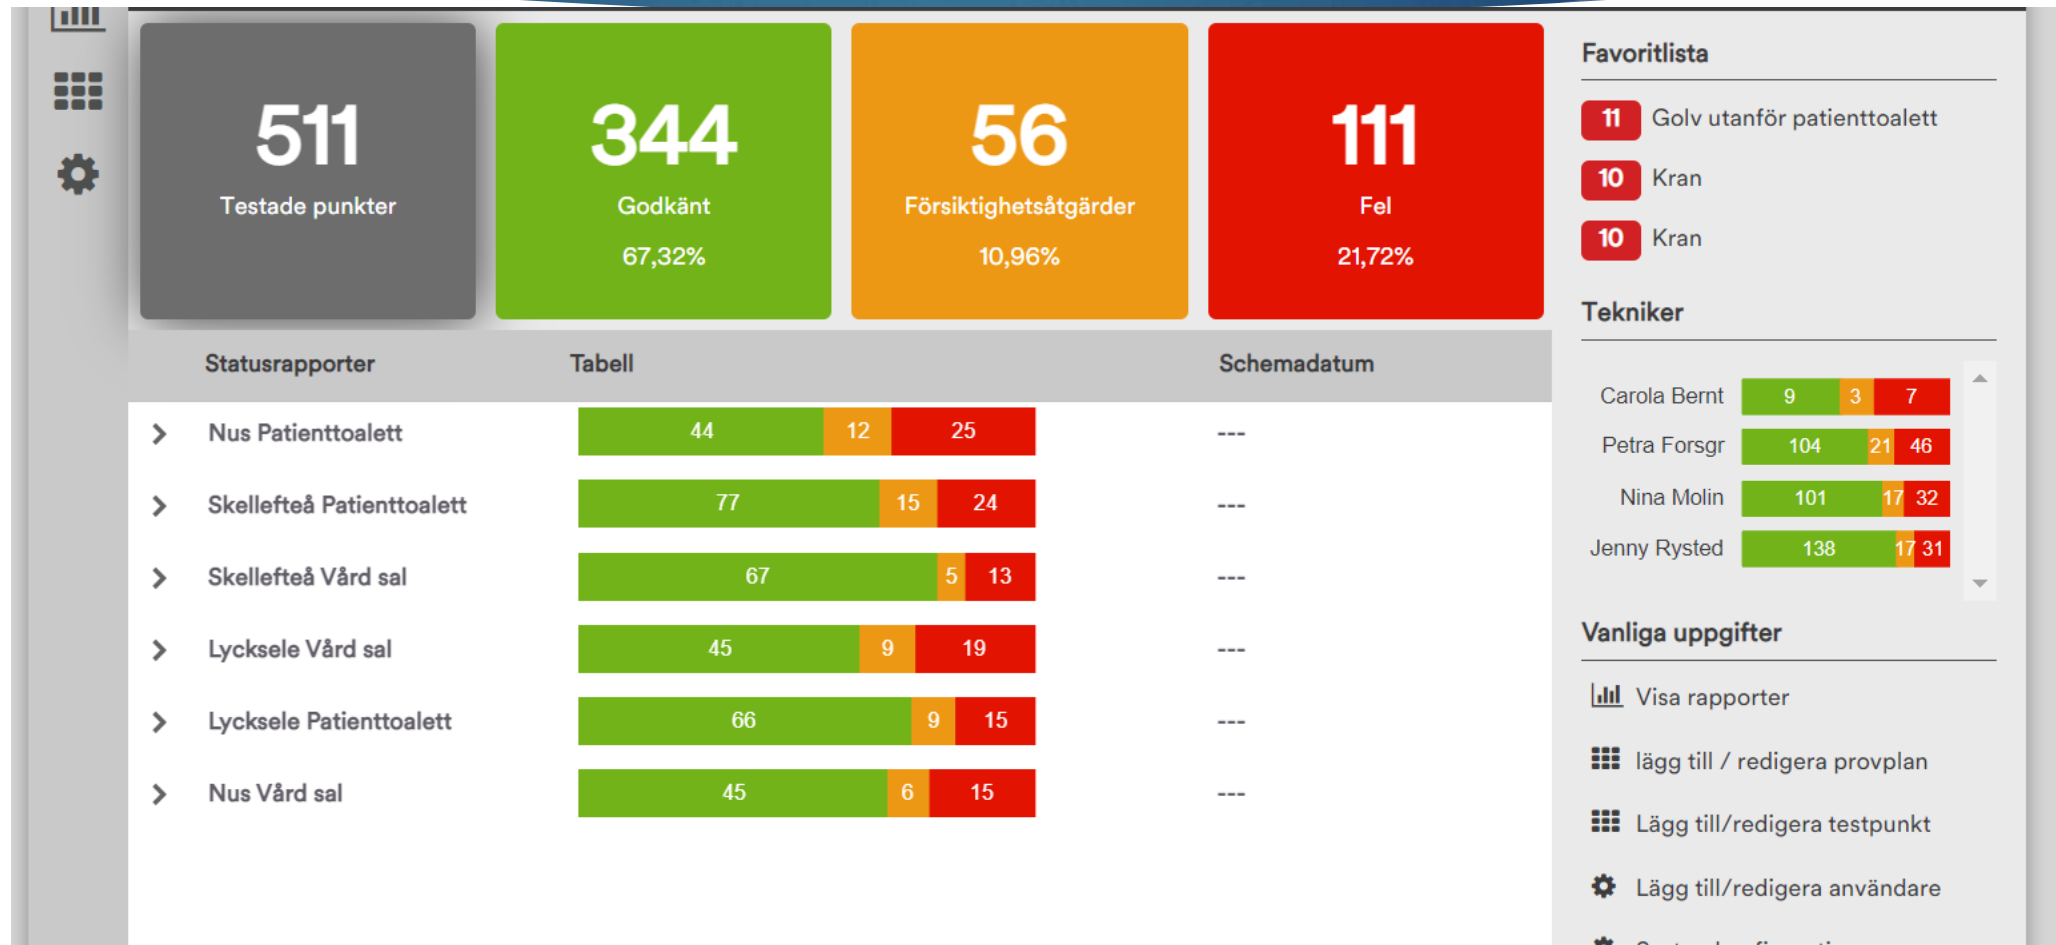 511
Testade punkter
344
Godkänt
67,32%
56
Försiktighetsåtgärder
10,96%
111
Fel
21,72%
Statusrapporter Tabell Schemadatum
Nus Patienttoalett 44 12 25 ---
Skellefteå Patienttoalett 77 15 24 ---
Skellefteå Vård sal 67 5 13 ---
Lycksele Vård sal 45 9 19 ---
Lycksele Patienttoalett 66 9 15 ---
Nus Vård sal 45 6 15 ---
Favoritlista
11 Golv utanför patienttoalett
10 Kran
10 Kran
Tekniker
Carola Bernt 9 3 7
Petra Forsgr 104 21 46
Nina Molin 101 17 32
Jenny Rysted 138 17 31
Vanliga uppgifter
Visa rapporter
lägg till / redigera provplan
Lägg till/redigera testpunkt
Lägg till/redigera användare